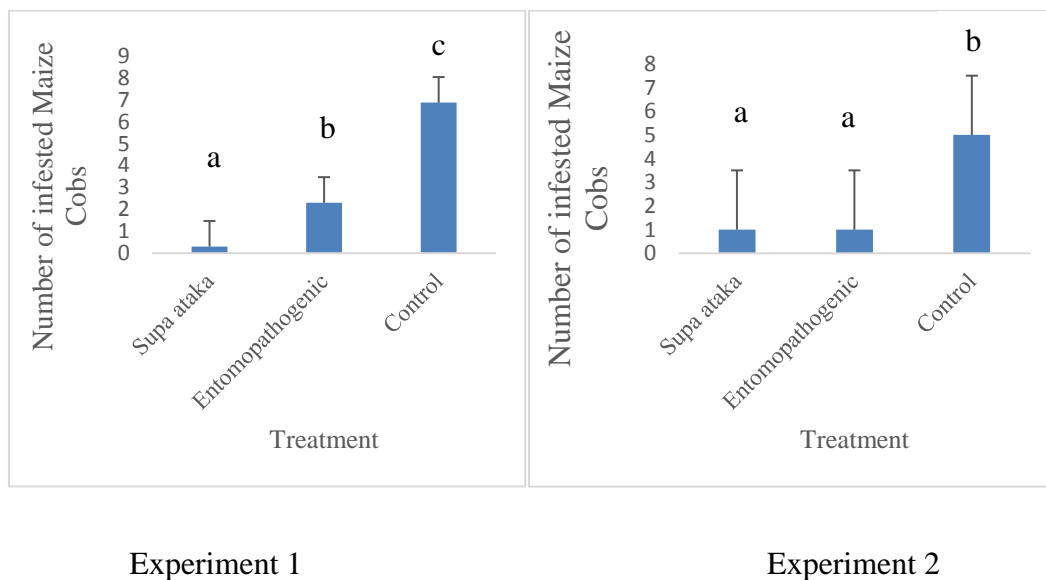 Number of infested Maize
Cobs
9
8
7
6
5
4
3
2
1
0
a
b
c
Supa ataka
Entomopathogenic
Control
Treatment
Number of infested Maize
Cobs
8
7
6
5
4
3
2
1
0
a
a
b
Supa ataka
Entomopathogenic
Control
Treatment
Experiment 1
Experiment 2